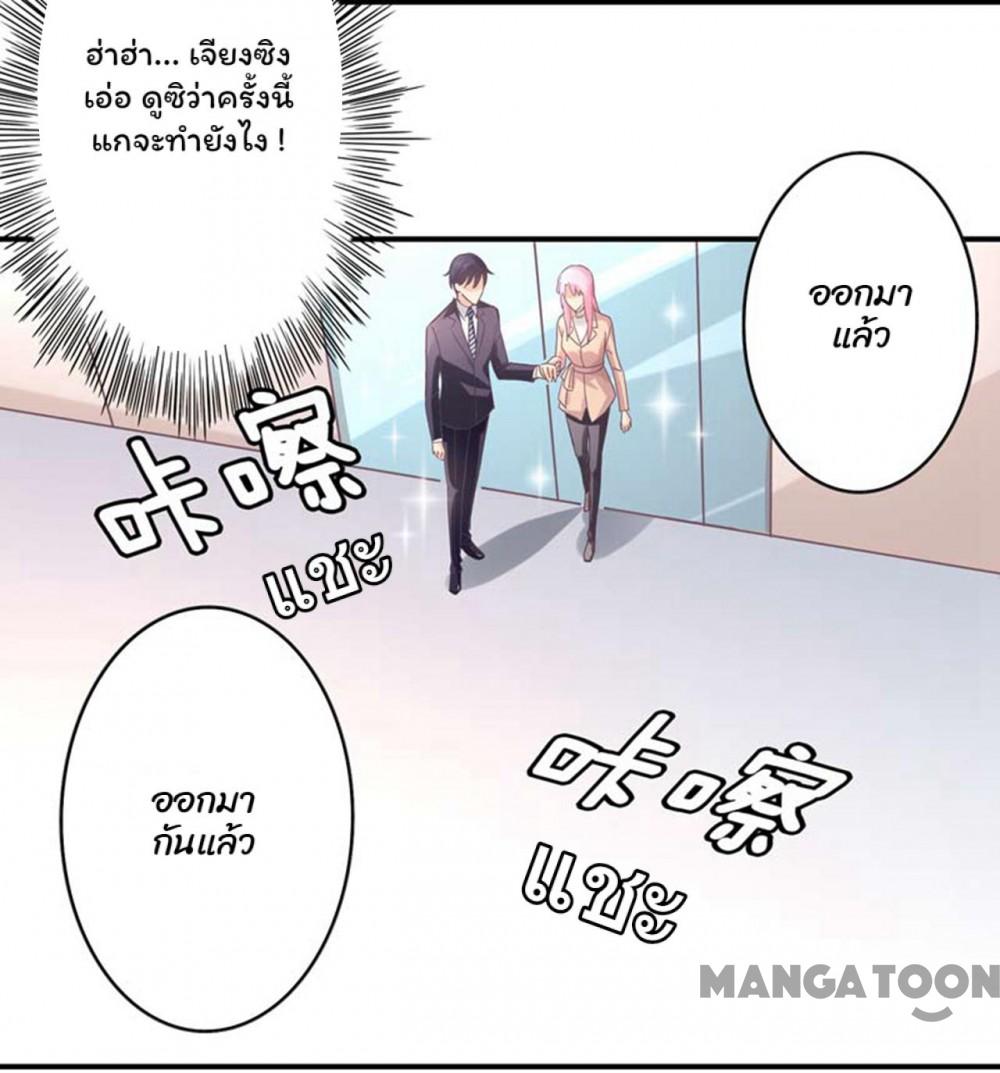 ฮ่าฮ่า... เจียงซิง
เอ่อ ดูซิว่าครั้งนี้
แกจะทำยังไง !
ออกมา
แล้ว
咔嚓
แชะ
ออกมา
กันแล้ว
咔嚓
แชะ
MANGATOON